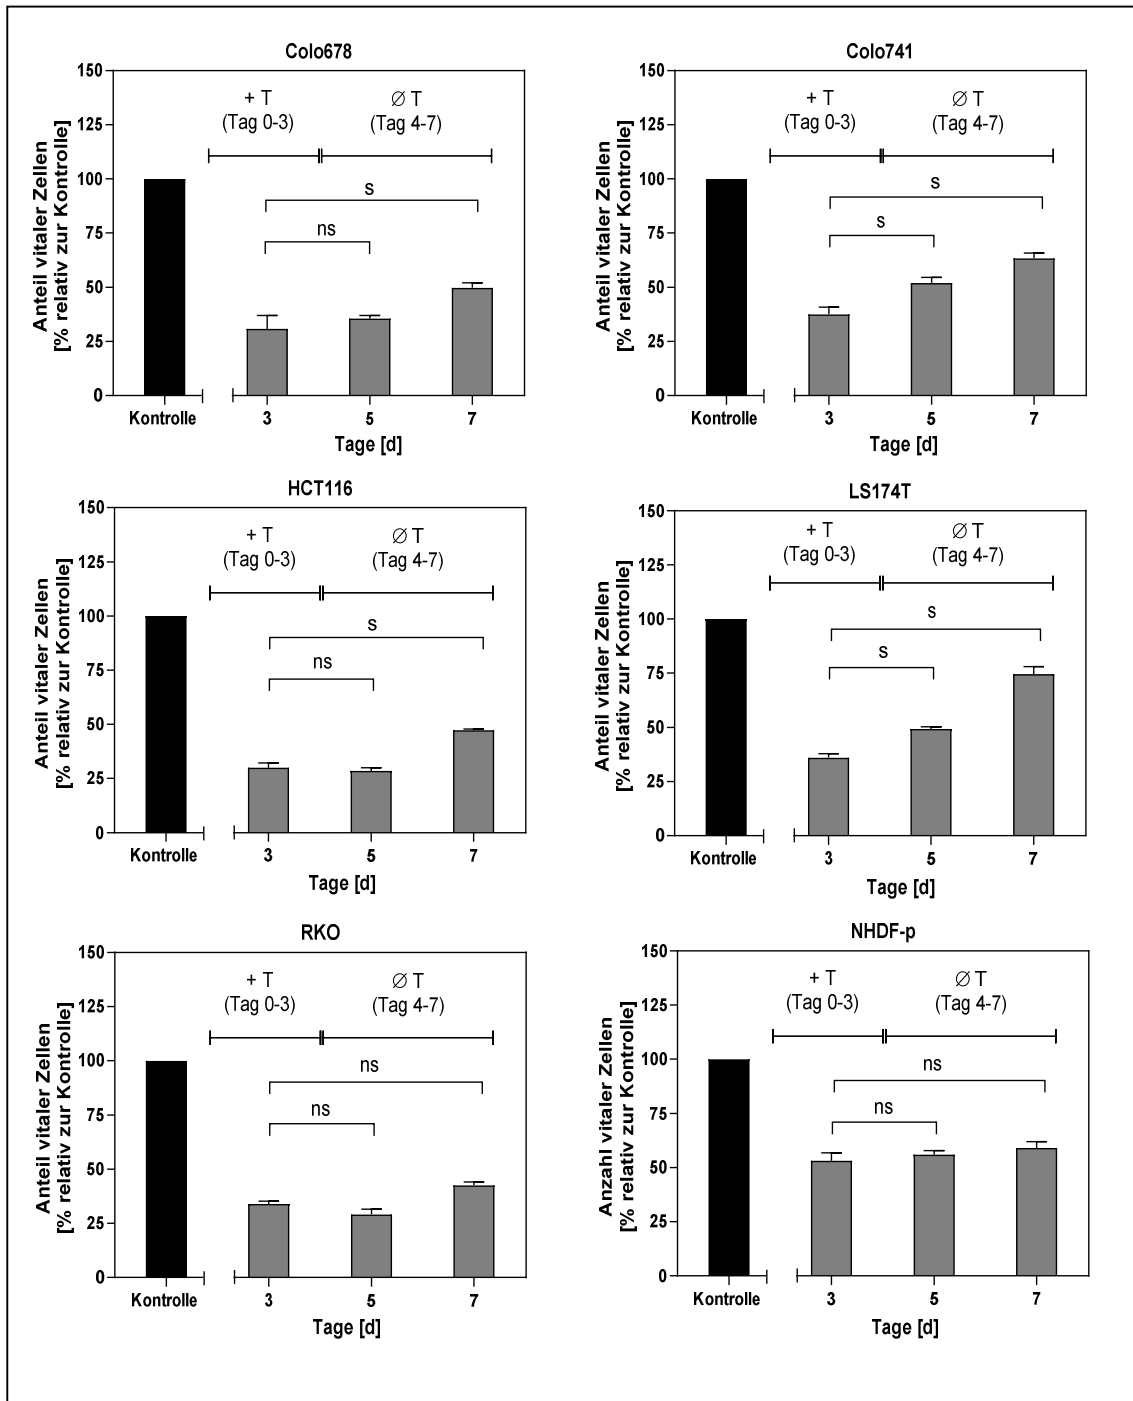 Colo678
Anteil vitaler Zellen
[% relativ zur Kontrolle]
150
125
100
75
50
25
0
+ T
(Tag 0-3)
∅ T
(Tag 4-7)
s
ns
Kontrolle
3
5
7
Tage [d]
Colo741
Anteil vitaler Zellen
[% relativ zur Kontrolle]
150
125
100
75
50
25
0
+ T
(Tag 0-3)
∅ T
(Tag 4-7)
s
s
Kontrolle
3
5
7
Tage [d]
HCT116
Anteil vitaler Zellen
[% relativ zur Kontrolle]
150
125
100
75
50
25
0
+ T
(Tag 0-3)
∅ T
(Tag 4-7)
s
ns
Kontrolle
3
5
7
Tage [d]
LS174T
Anteil vitaler Zellen
[% relativ zur Kontrolle]
150
125
100
75
50
25
0
+ T
(Tag 0-3)
∅ T
(Tag 4-7)
s
s
Kontrolle
3
5
7
Tage [d]
RKO
Anteil vitaler Zellen
[% relativ zur Kontrolle]
150
125
100
75
50
25
0
+ T
(Tag 0-3)
∅ T
(Tag 4-7)
ns
ns
Kontrolle
3
5
7
Tage [d]
NHDF-p
Anzahl vitaler Zellen
[% relativ zur Kontrolle]
150
125
100
75
50
25
0
+ T
(Tag 0-3)
∅ T
(Tag 4-7)
ns
ns
Kontrolle
3
5
7
Tage [d]